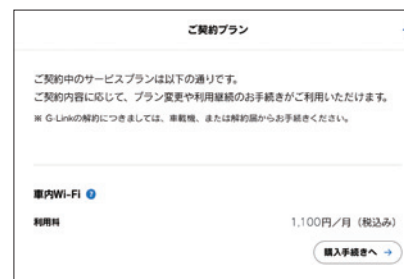 ご契約プラン
ご契約中のサービスプランは以下の通りです。
ご契約内容に応じて、プラン変更や利用継続のお手続きがご利用いただけます。
※ G-Linkの解約につきましては、車載機、または解約届からお手続きください。
車内Wi-Fi ?
利用料 1,100円／月（税込み）
購入手続きへ →